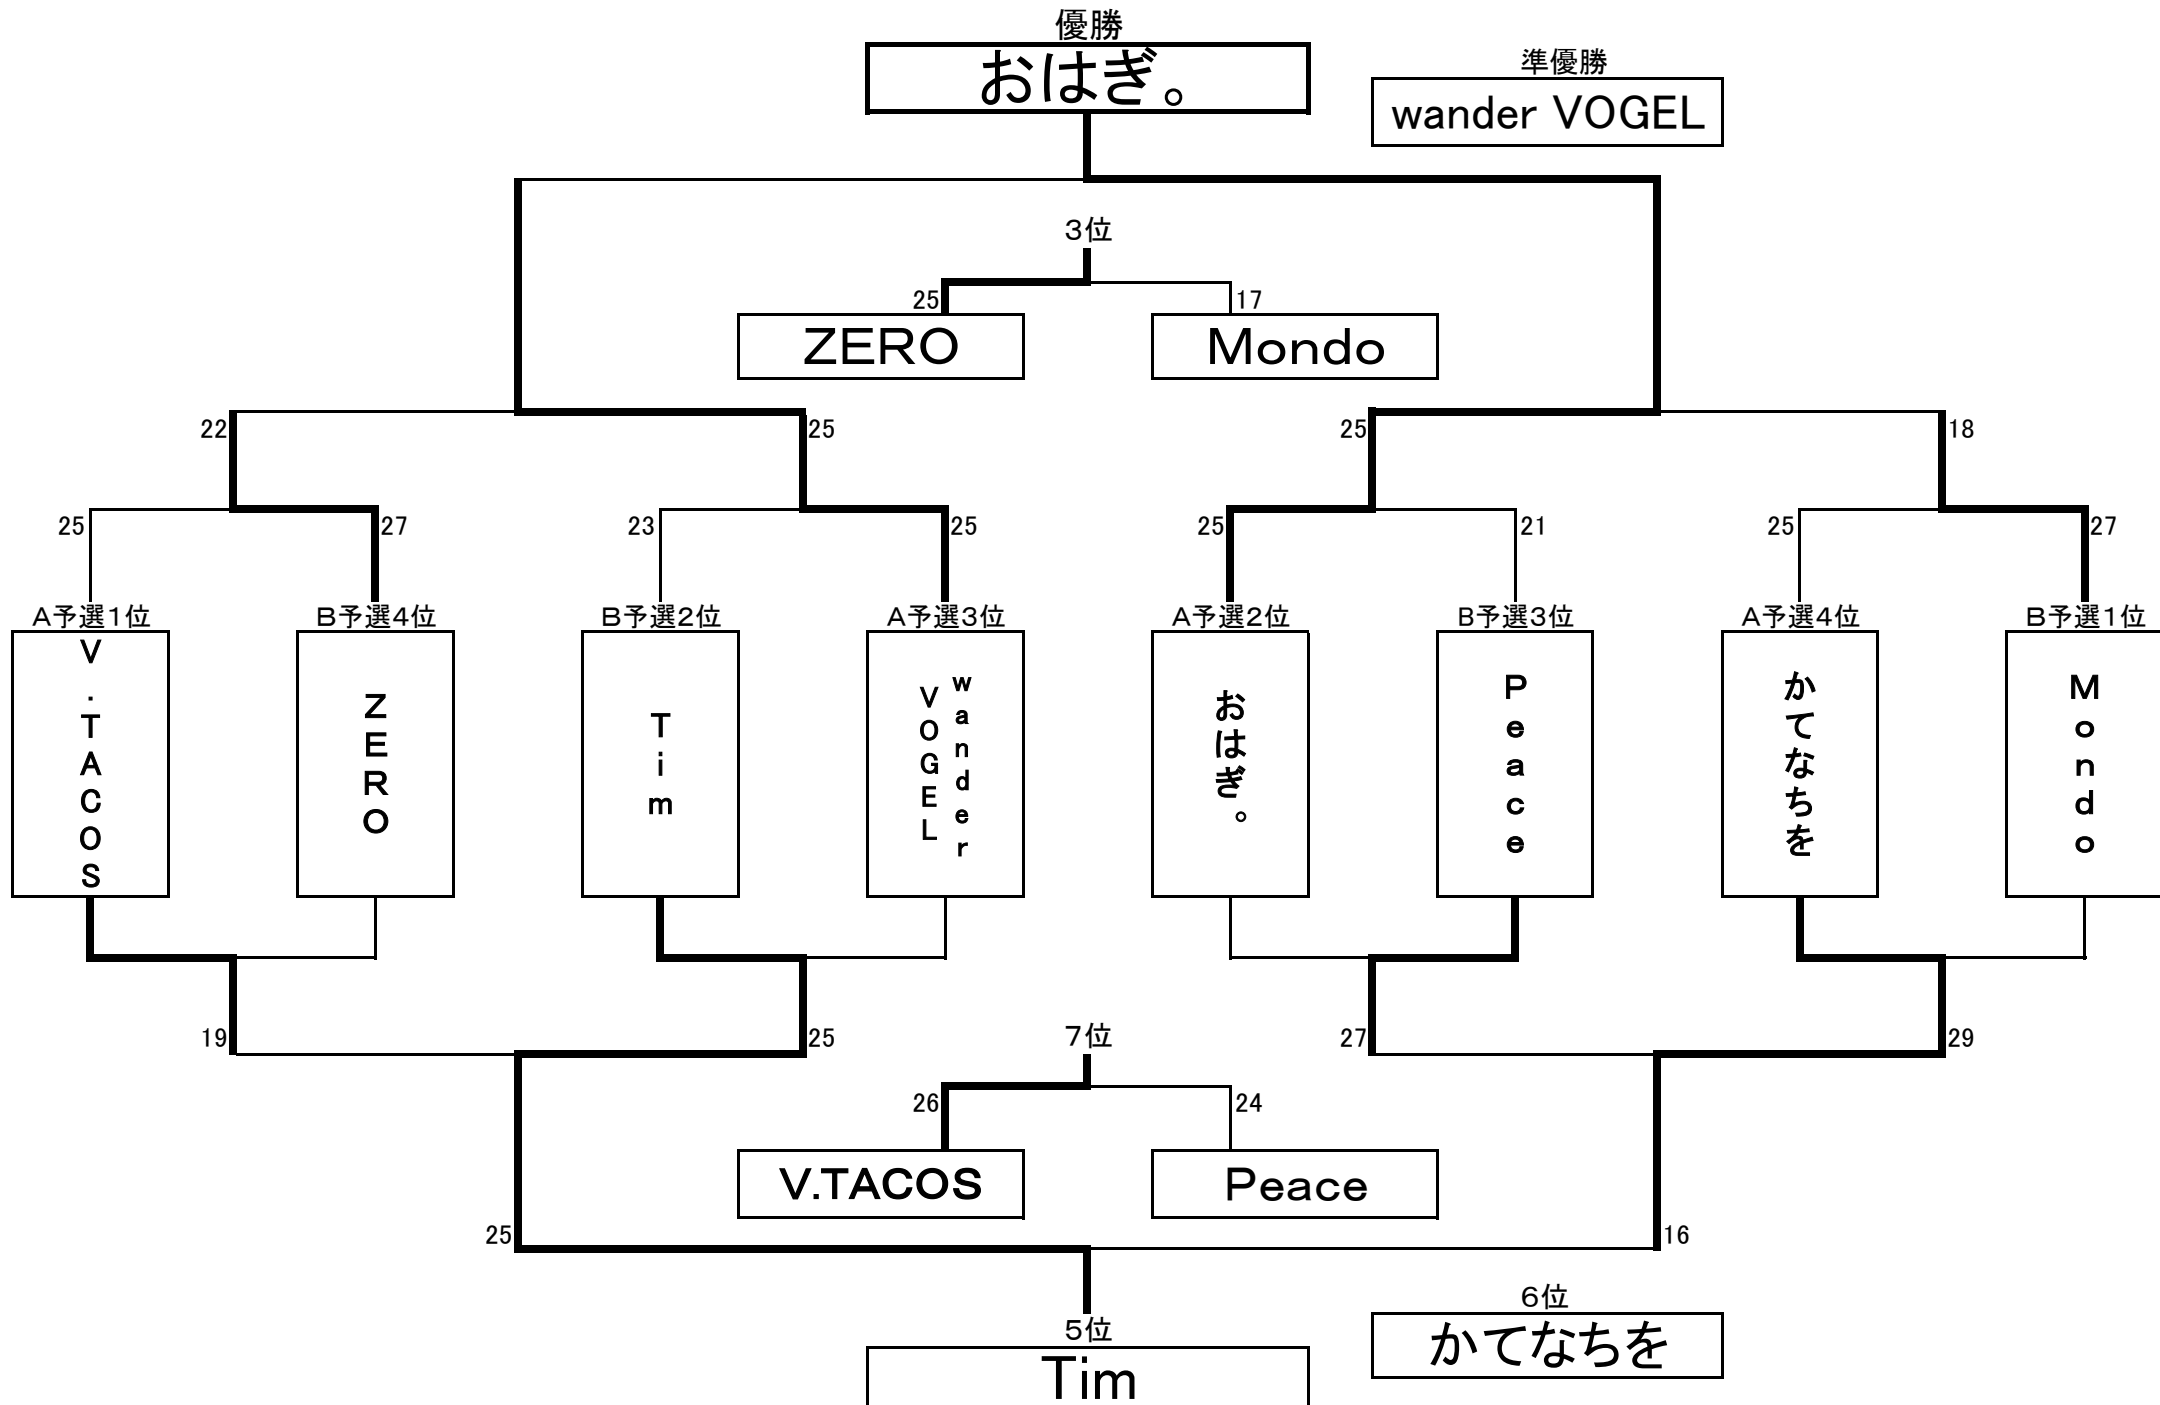 優勝
おはぎ。
準優勝
wander VOGEL
3位
25
17
ZERO
Mondo
22
25
25
18
25
27
23
25
25
21
25
27
A予選1位
B予選4位
B予選2位
A予選3位
A予選2位
B予選3位
A予選4位
B予選1位
V.TACOS
ZERO
Tim
wander
VOGEL
おはぎ。
Peace
かてなちを
Mondo
19
25
27
29
7位
26
24
V.TACOS
Peace
25
16
5位
Tim
6位
かてなちを